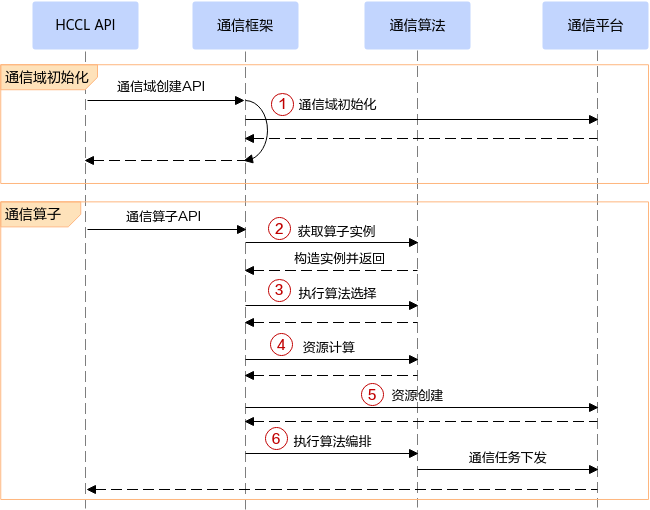 HCCL API
通信框架
通信算法
通信平台
通信域初始化
通信域创建API
① 通信域初始化
通信算子
通信算子API
② 获取算子实例
构造实例并返回
③ 执行算法选择
④ 资源计算
⑤ 资源创建
⑥ 执行算法编排
通信任务下发